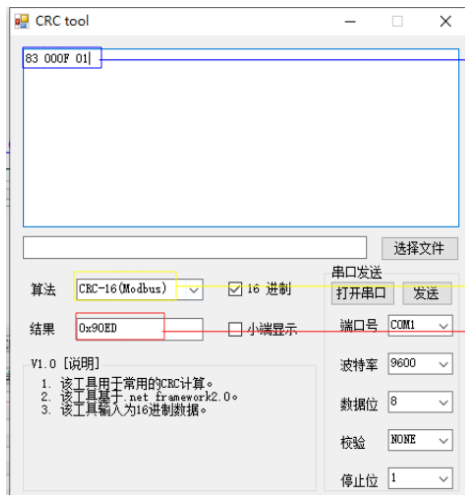 CRC tool
83 000F 01
选择文件
算法 CRC-16(Modbus) 16 进制
结果 0x90ED 小端显示
串口发送
打开串口 发送
端口号 COM1
波特率 9600
数据位 8
校验 NONE
停止位 1
V1.0 [说明]
1. 该工具用于常用的CRC计算。
2. 该工具基于.net framework2.0。
3. 该工具输入为16进制数据。